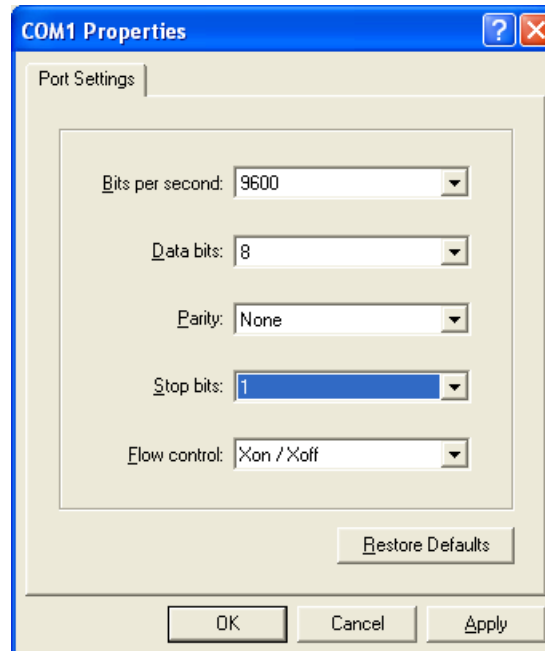 COM1 Properties
Port Settings
Bits per second: 9600
Data bits: 8
Parity: None
Stop bits: 1
Flow control: Xon / Xoff
Restore Defaults
OK Cancel Apply